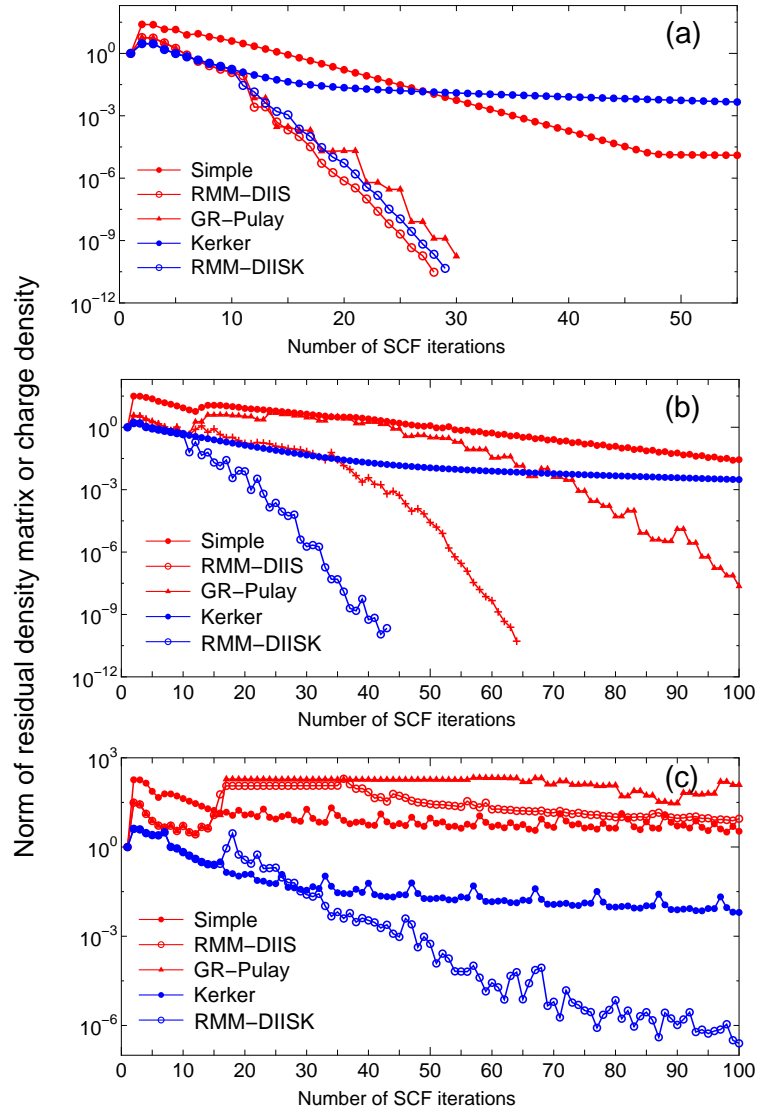 Norm of residual density matrix or charge density
(a)
10^0
10^−3
10^−6
10^−9
10^−12
Simple
RMM−DIIS
GR−Pulay
Kerker
RMM−DIISK
0 10 20 30 40 50
Number of SCF iterations
(b)
10^0
10^−3
10^−6
10^−9
10^−12
Simple
RMM−DIIS
GR−Pulay
Kerker
RMM−DIISK
0 10 20 30 40 50 60 70 80 90 100
Number of SCF iterations
(c)
10^3
10^0
10^−3
10^−6
Simple
RMM−DIIS
GR−Pulay
Kerker
RMM−DIISK
0 10 20 30 40 50 60 70 80 90 100
Number of SCF iterations